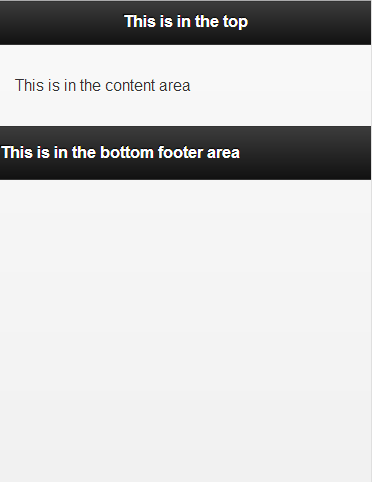 This is in the top
This is in the content area
This is in the bottom footer area